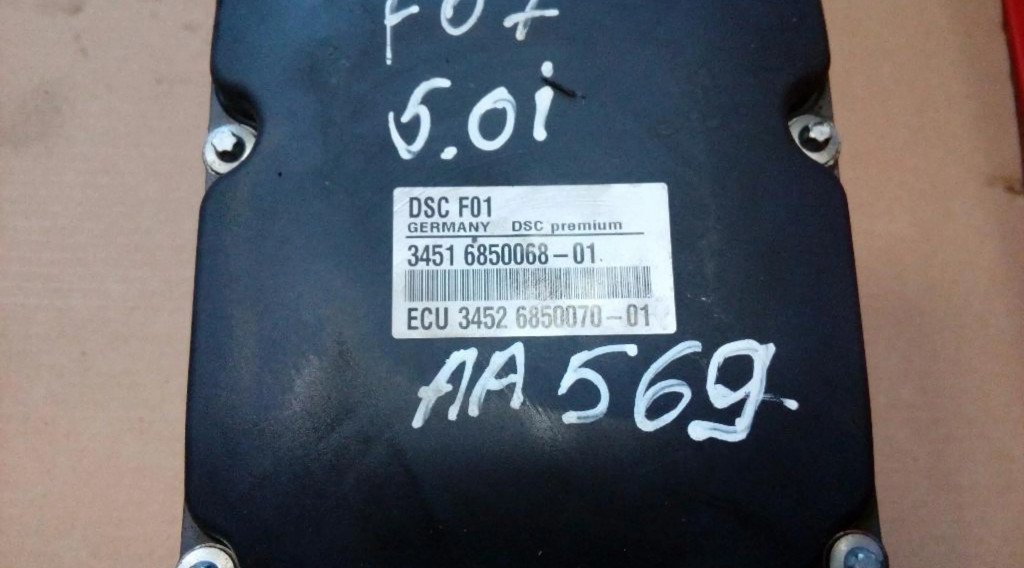 F07
5.0i
DSC F01
GERMANY DSC premium
3451 6850068-01
ECU 3452 6850070-01
AA 569